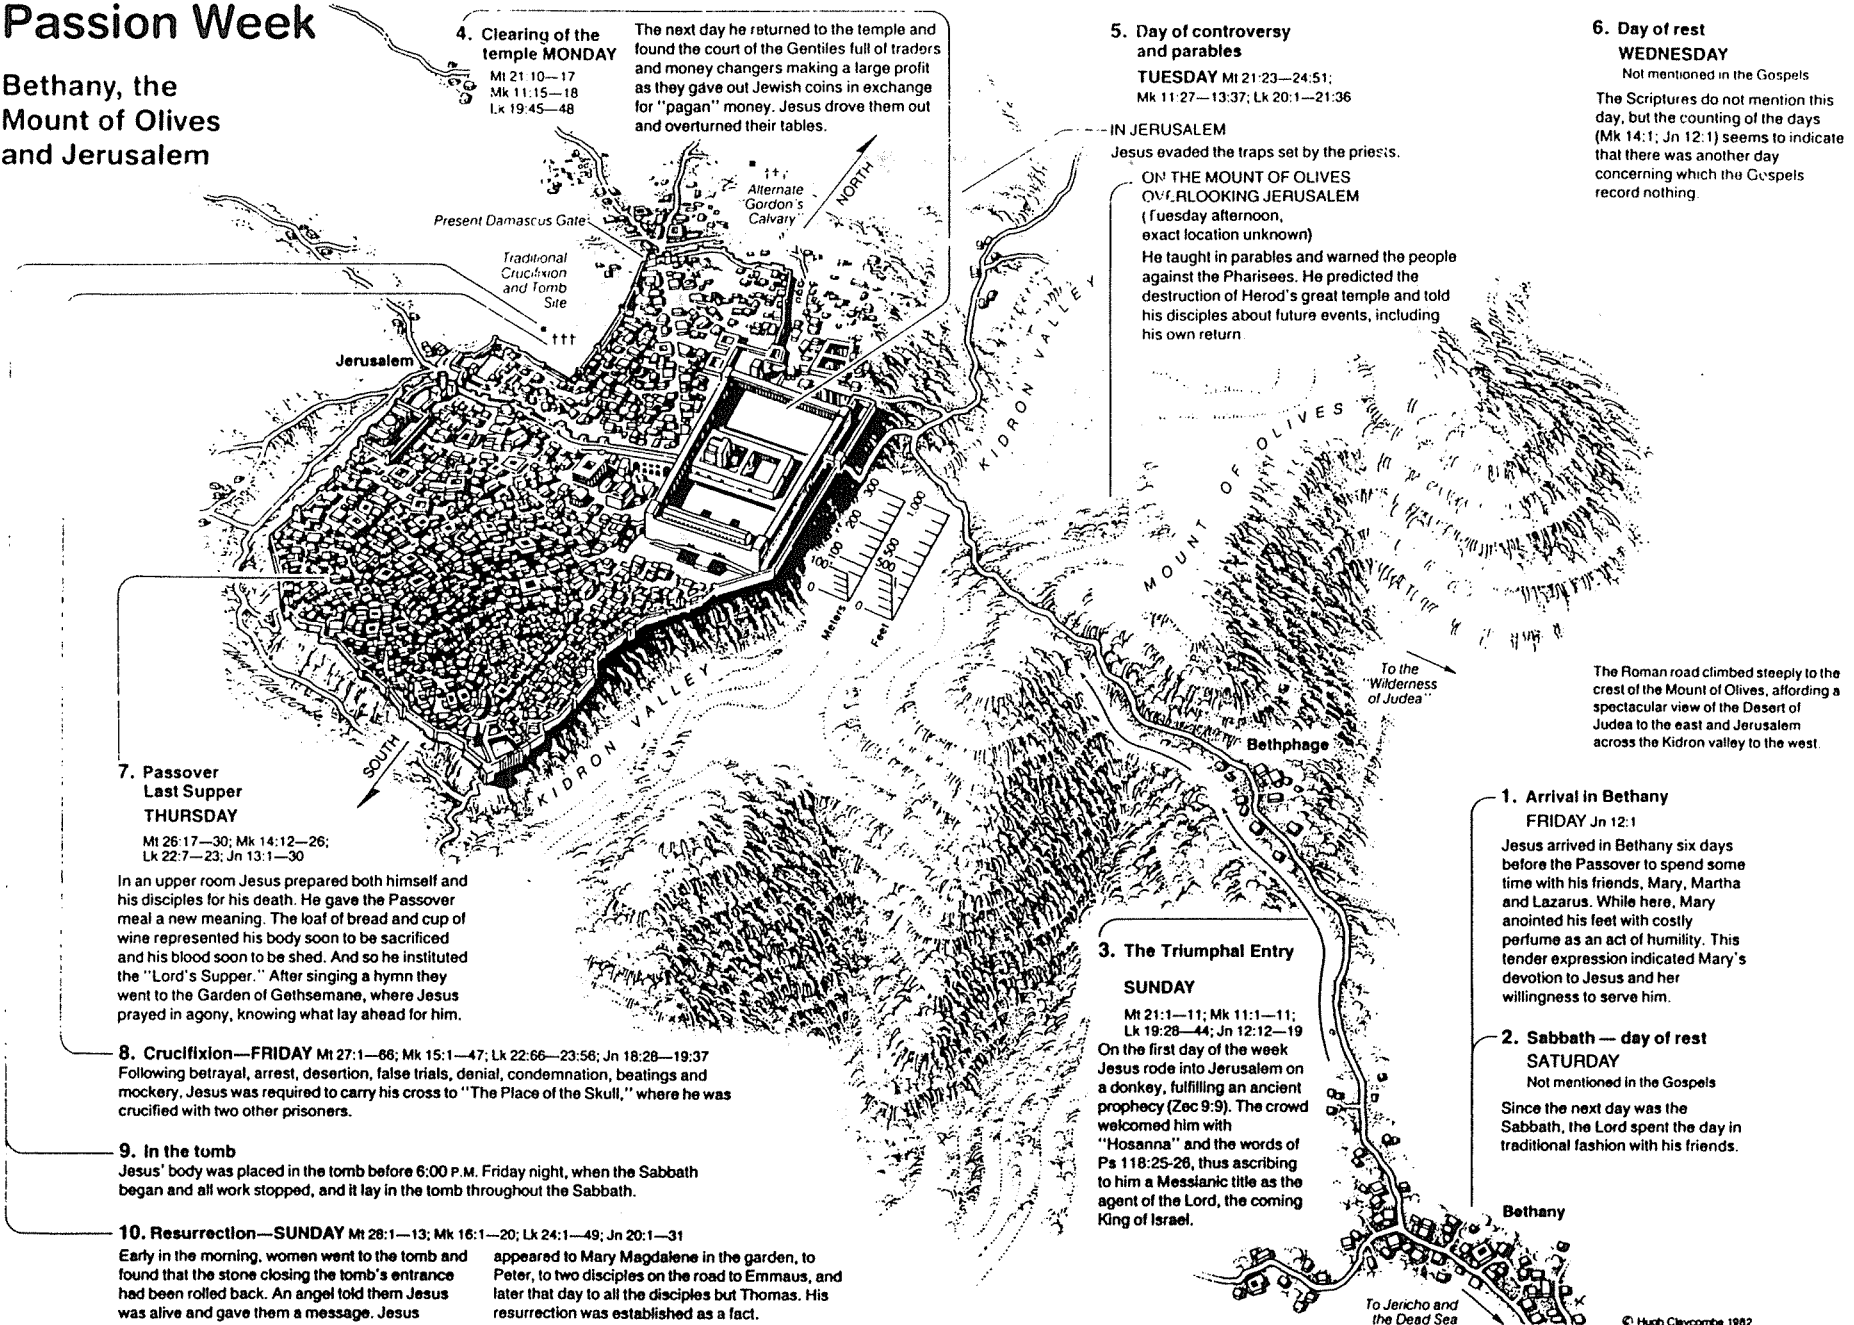 Passion Week
Bethany, the
Mount of Olives
and Jerusalem
4. Clearing of the
temple MONDAY
Mt 21:10—17
Mk 11:15—18
Lk 19:45—48
The next day he returned to the temple and
found the court of the Gentiles full of traders
and money changers making a large profit
as they gave out Jewish coins in exchange
for "pagan" money. Jesus drove them out
and overturned their tables.
5. Day of controversy
and parables
TUESDAY Mt 21:23—24:51;
Mk 11:27—13:37; Lk 20:1—21:36
IN JERUSALEM
Jesus evaded the traps set by the priests.
ON THE MOUNT OF OLIVES
OVERLOOKING JERUSALEM
(Tuesday afternoon,
exact location unknown)
He taught in parables and warned the people
against the Pharisees. He predicted the
destruction of Herod's great temple and told
his disciples about future events, including
his own return.
6. Day of rest
WEDNESDAY
Not mentioned in the Gospels
The Scriptures do not mention this
day, but the counting of the days
(Mk 14:1; Jn 12:1) seems to indicate
that there was another day
concerning which the Gospels
record nothing.
Alternate
"Gordon's
Calvary"
NORTH
Present Damascus Gate
Traditional
Crucifixion
and Tomb
Site
Jerusalem
KIDRON VALLEY
MOUNT OF OLIVES
300
200
100
100
0
Meters
1,000
500
500
0
Feet
To the
"Wilderness
of Judea"
The Roman road climbed steeply to the
crest of the Mount of Olives, affording a
spectacular view of the Desert of
Judea to the east and Jerusalem
across the Kidron valley to the west.
Bethphage
SOUTH
KIDRON VALLEY
7. Passover
Last Supper
THURSDAY
Mt 26:17—30; Mk 14:12—26;
Lk 22:7—23; Jn 13:1—30
In an upper room Jesus prepared both himself and
his disciples for his death. He gave the Passover
meal a new meaning. The loaf of bread and cup of
wine represented his body soon to be sacrificed
and his blood soon to be shed. And so he instituted
the "Lord's Supper." After singing a hymn they
went to the Garden of Gethsemane, where Jesus
prayed in agony, knowing what lay ahead for him.
1. Arrival in Bethany
FRIDAY Jn 12:1
Jesus arrived in Bethany six days
before the Passover to spend some
time with his friends, Mary, Martha
and Lazarus. While here, Mary
anointed his feet with costly
perfume as an act of humility. This
tender expression indicated Mary's
devotion to Jesus and her
willingness to serve him.
3. The Triumphal Entry
SUNDAY
Mt 21:1—11; Mk 11:1—11;
Lk 19:28—44; Jn 12:12—19
On the first day of the week
Jesus rode into Jerusalem on
a donkey, fulfilling an ancient
prophecy (Zec 9:9). The crowd
welcomed him with
"Hosanna" and the words of
Ps 118:25-26, thus ascribing
to him a Messianic title as the
agent of the Lord, the coming
King of Israel.
2. Sabbath — day of rest
SATURDAY
Not mentioned in the Gospels
Since the next day was the
Sabbath, the Lord spent the day in
traditional fashion with his friends.
8. Crucifixion—FRIDAY Mt 27:1—66; Mk 15:1—47; Lk 22:66—23:56; Jn 18:28—19:37
Following betrayal, arrest, desertion, false trials, denial, condemnation, beatings and
mockery, Jesus was required to carry his cross to "The Place of the Skull," where he was
crucified with two other prisoners.
9. In the tomb
Jesus' body was placed in the tomb before 6:00 P.M. Friday night, when the Sabbath
began and all work stopped, and it lay in the tomb throughout the Sabbath.
10. Resurrection—SUNDAY Mt 28:1—13; Mk 16:1—20; Lk 24:1—49; Jn 20:1—31
Early in the morning, women went to the tomb and
found that the stone closing the tomb's entrance
had been rolled back. An angel told them Jesus
was alive and gave them a message. Jesus
appeared to Mary Magdalene in the garden, to
Peter, to two disciples on the road to Emmaus, and
later that day to all the disciples but Thomas. His
resurrection was established as a fact.
Bethany
To Jericho and
the Dead Sea
© Hugh Claycombe 1982